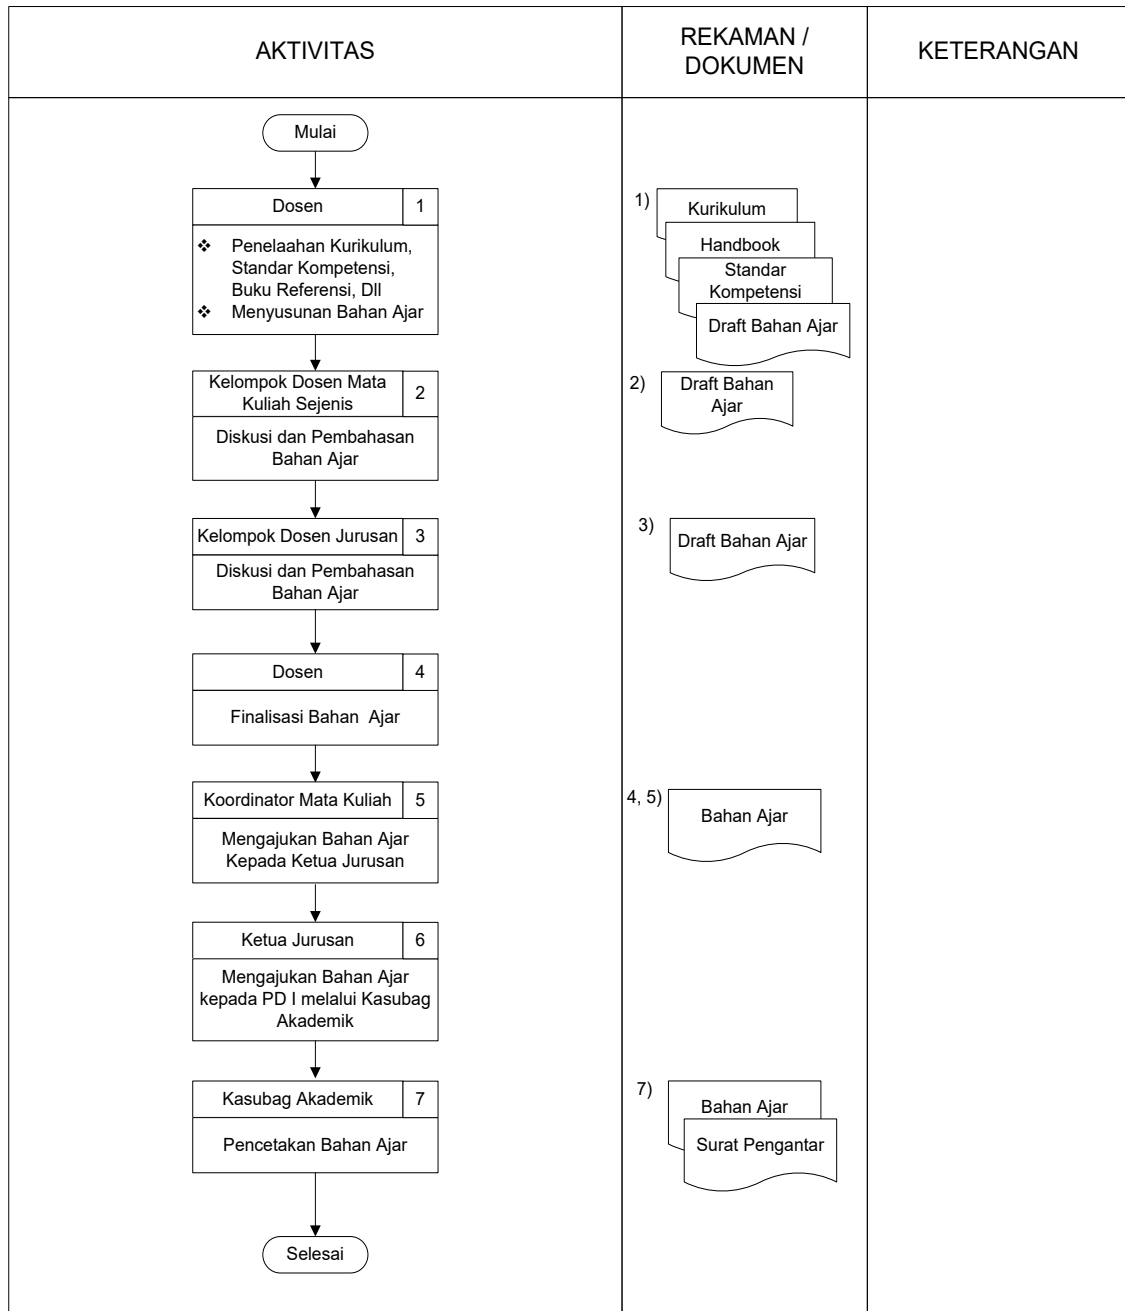 AKTIVITAS
REKAMAN /
DOKUMEN
KETERANGAN
Mulai
Dosen
1
❖ Penelaahan Kurikulum,
Standar Kompetensi,
Buku Referensi, Dll
❖ Menyusunan Bahan Ajar
1)
Kurikulum
Handbook
Standar
Kompetensi
Draft Bahan Ajar
Kelompok Dosen Mata
Kuliah Sejenis
2
Diskusi dan Pembahasan
Bahan Ajar
2)
Draft Bahan
Ajar
Kelompok Dosen Jurusan
3
Diskusi dan Pembahasan
Bahan Ajar
3)
Draft Bahan Ajar
Dosen
4
Finalisasi Bahan Ajar
Koordinator Mata Kuliah
5
Mengajukan Bahan Ajar
Kepada Ketua Jurusan
4, 5)
Bahan Ajar
Ketua Jurusan
6
Mengajukan Bahan Ajar
kepada PD I melalui Kasubag
Akademik
Kasubag Akademik
7
Pencetakan Bahan Ajar
7)
Bahan Ajar
Surat Pengantar
Selesai